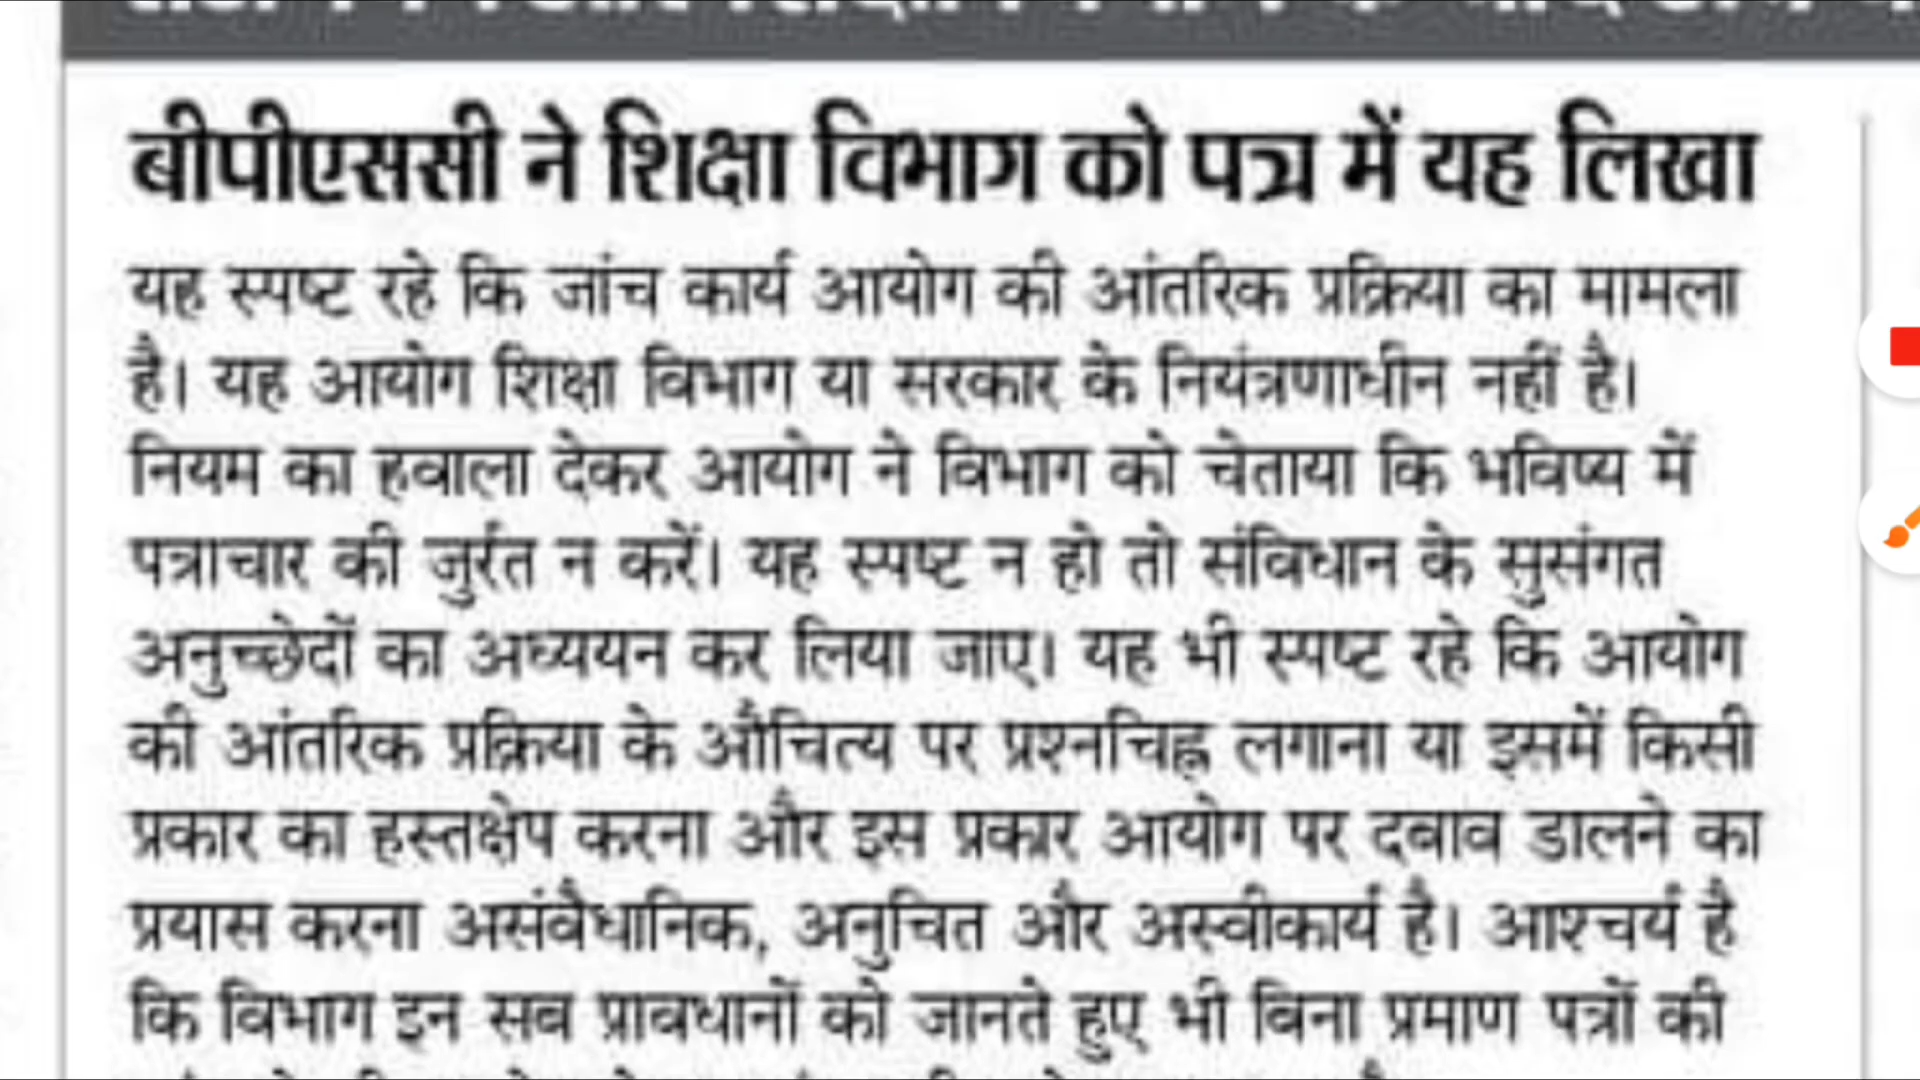 बीपीएससी ने शिक्षा विभाग को पत्र में यह लिखा
यह स्पष्ट रहे कि जांच कार्य आयोग की आंतरिक प्रक्रिया का मामला
है। यह आयोग शिक्षा विभाग या सरकार के नियंत्रणाधीन नहीं है।
नियम का हवाला देकर आयोग ने विभाग को चेताया कि भविष्य में
पत्राचार की जुर्रत न करें। यह स्पष्ट न हो तो संविधान के सुसंगत
अनुच्छेदों का अध्ययन कर लिया जाए। यह भी स्पष्ट रहे कि आयोग
की आंतरिक प्रक्रिया के औचित्य पर प्रश्नचिह्न लगाना या इसमें किसी
प्रकार का हस्तक्षेप करना और इस प्रकार आयोग पर दबाव डालने का
प्रयास करना असंवैधानिक, अनुचित और अस्वीकार्य है। आश्चर्य है
कि विभाग इन सब प्रावधानों को जानते हुए भी बिना प्रमाण पत्रों की